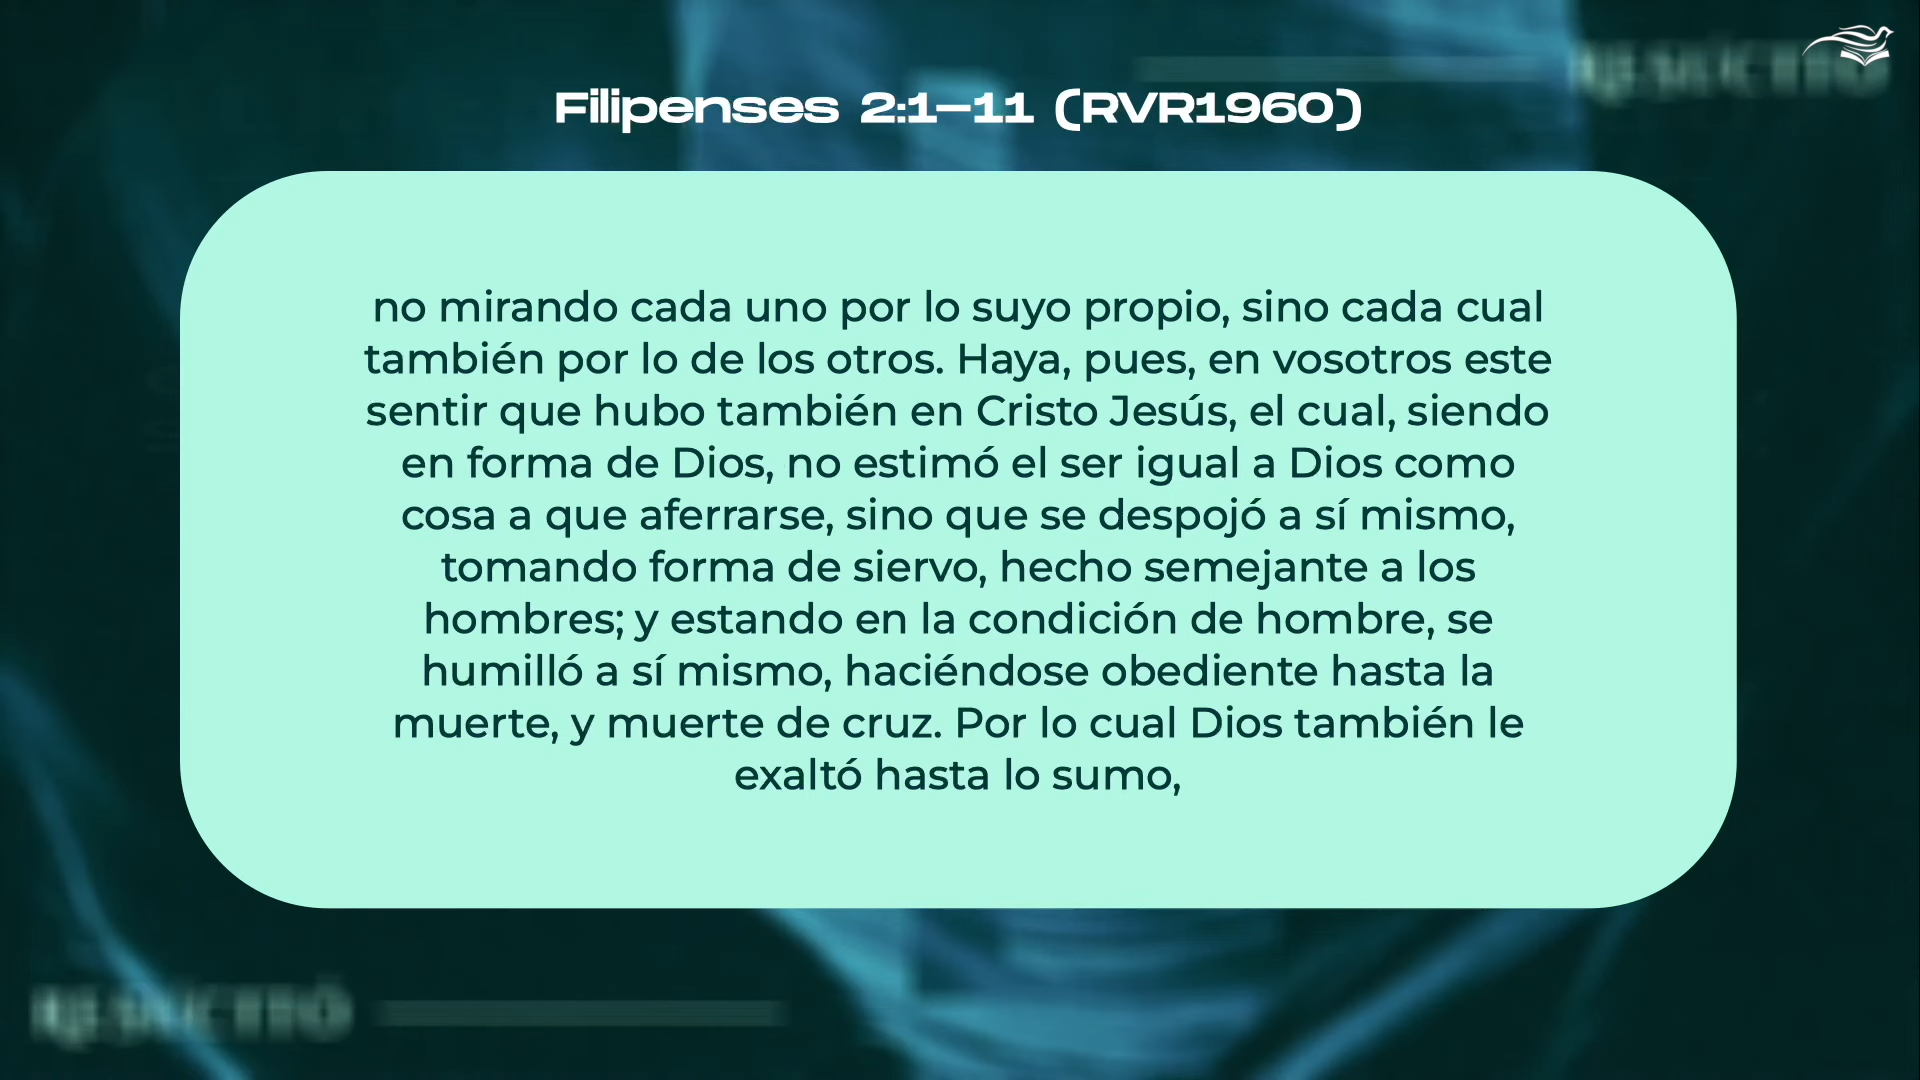 Filipenses 2:1–11 (RVR1960)
no mirando cada uno por lo suyo propio, sino cada cual
también por lo de los otros. Haya, pues, en vosotros este
sentir que hubo también en Cristo Jesús, el cual, siendo
en forma de Dios, no estimó el ser igual a Dios como
cosa a que aferrarse, sino que se despojó a sí mismo,
tomando forma de siervo, hecho semejante a los
hombres; y estando en la condición de hombre, se
humilló a sí mismo, haciéndose obediente hasta la
muerte, y muerte de cruz. Por lo cual Dios también le
exaltó hasta lo sumo,